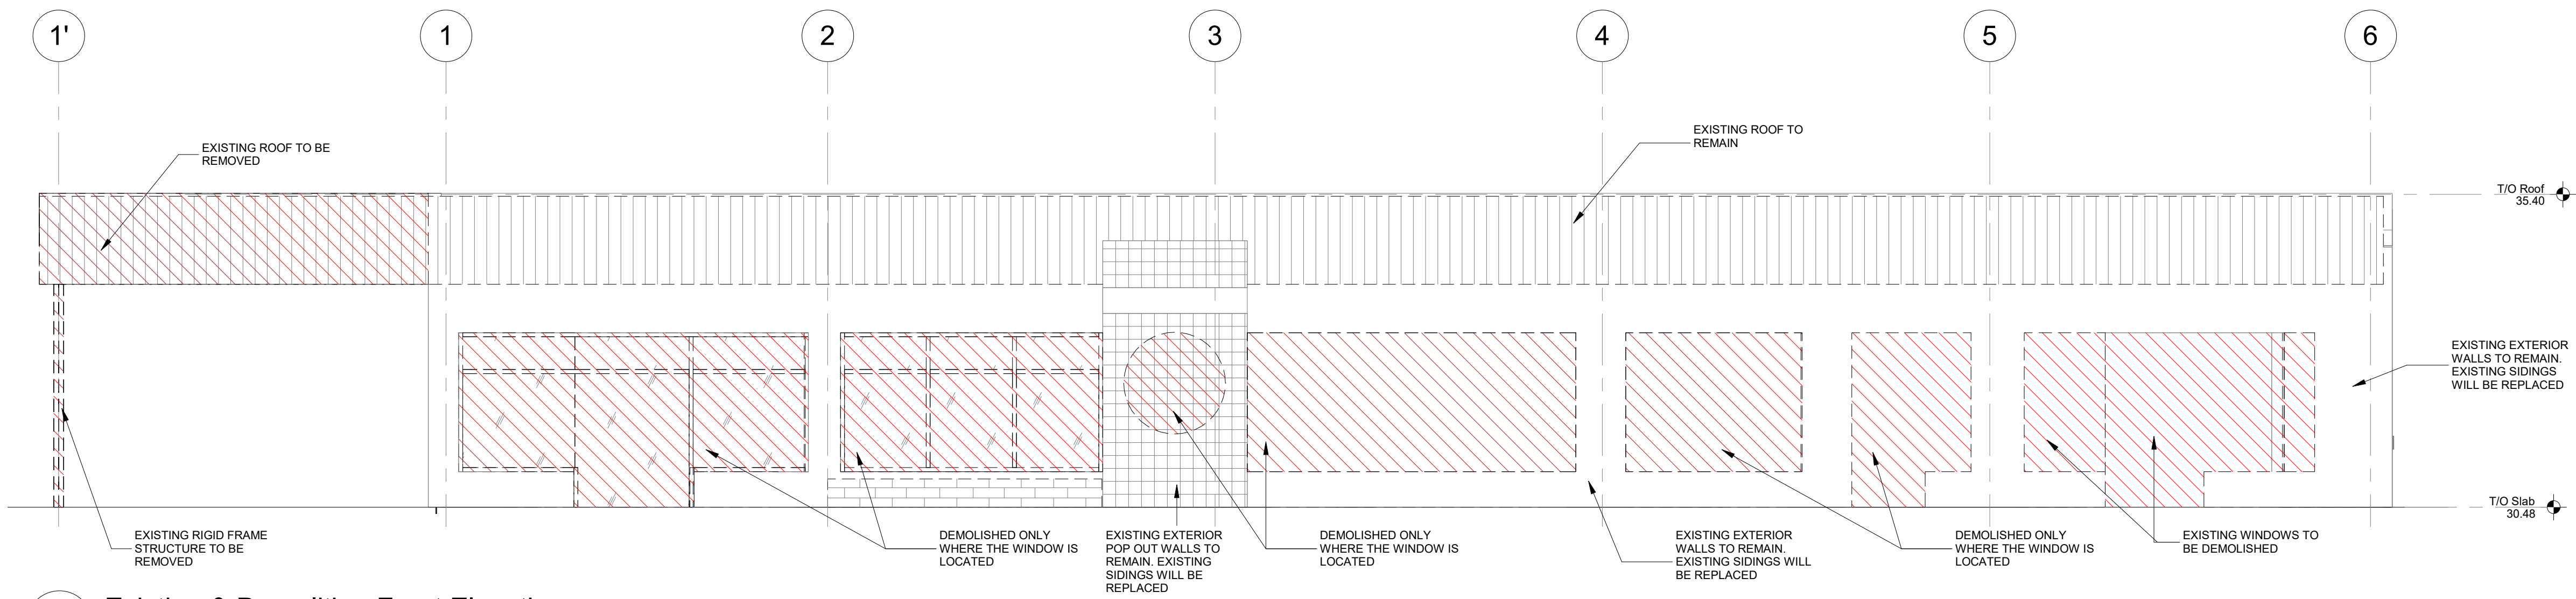 1'
1
2
3
4
5
6
EXISTING ROOF TO BE
REMOVED
EXISTING ROOF TO
REMAIN
T/O Roof
35.40
EXISTING EXTERIOR
WALLS TO REMAIN.
EXISTING SIDINGS
WILL BE REPLACED
T/O Slab
30.48
EXISTING RIGID FRAME
STRUCTURE TO BE
REMOVED
DEMOLISHED ONLY
WHERE THE WINDOW IS
LOCATED
EXISTING EXTERIOR
POP OUT WALLS TO
REMAIN. EXISTING
SIDINGS WILL BE
REPLACED
DEMOLISHED ONLY
WHERE THE WINDOW IS
LOCATED
EXISTING EXTERIOR
WALLS TO REMAIN.
EXISTING SIDINGS WILL
BE REPLACED
DEMOLISHED ONLY
WHERE THE WINDOW IS
LOCATED
EXISTING WINDOWS TO
BE DEMOLISHED